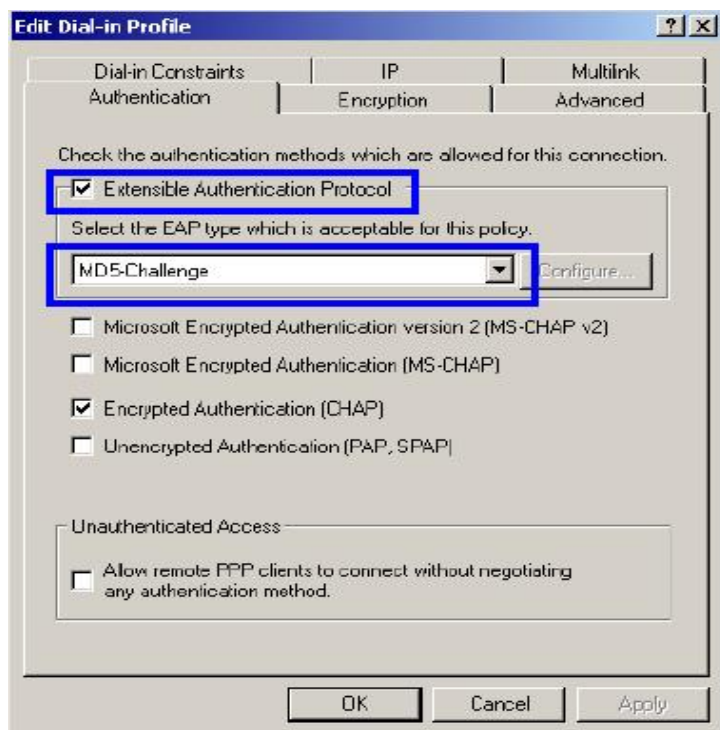 Edit Dial-in Profile
Dial-in Constraints IP Multilink
Authentication Encryption Advanced
Check the authentication methods which are allowed for this connection.
Extensible Authentication Protocol
Select the EAP type which is acceptable for this policy.
MD5-Challenge Configure...
Microsoft Encrypted Authentication version 2 (MS-CHAP v2)
Microsoft Encrypted Authentication (MS-CHAP)
Encrypted Authentication (CHAP)
Unencrypted Authentication (PAP, SPAP)
Unauthenticated Access
Allow remote PPP clients to connect without negotiating
any authentication method.
OK Cancel Apply